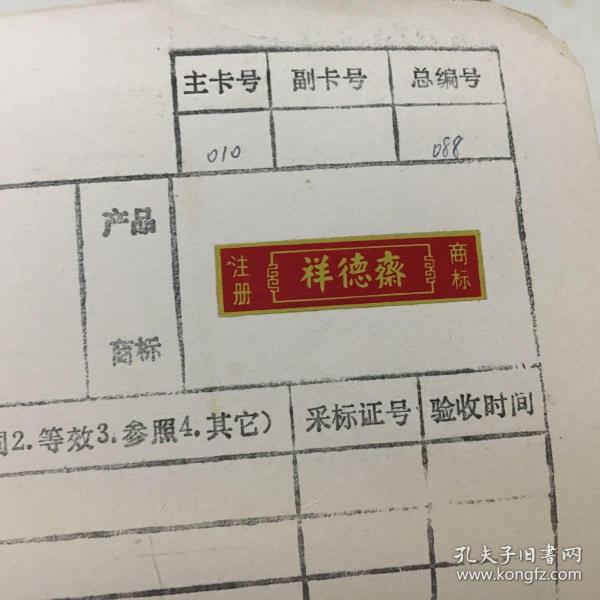 主卡号 副卡号 总编号
010 088
产品
商标
注册 祥德齋 商标
2.等效3.参照4.其它） 采标证号 验收时间
孔夫子旧书网
www.kongfz.com